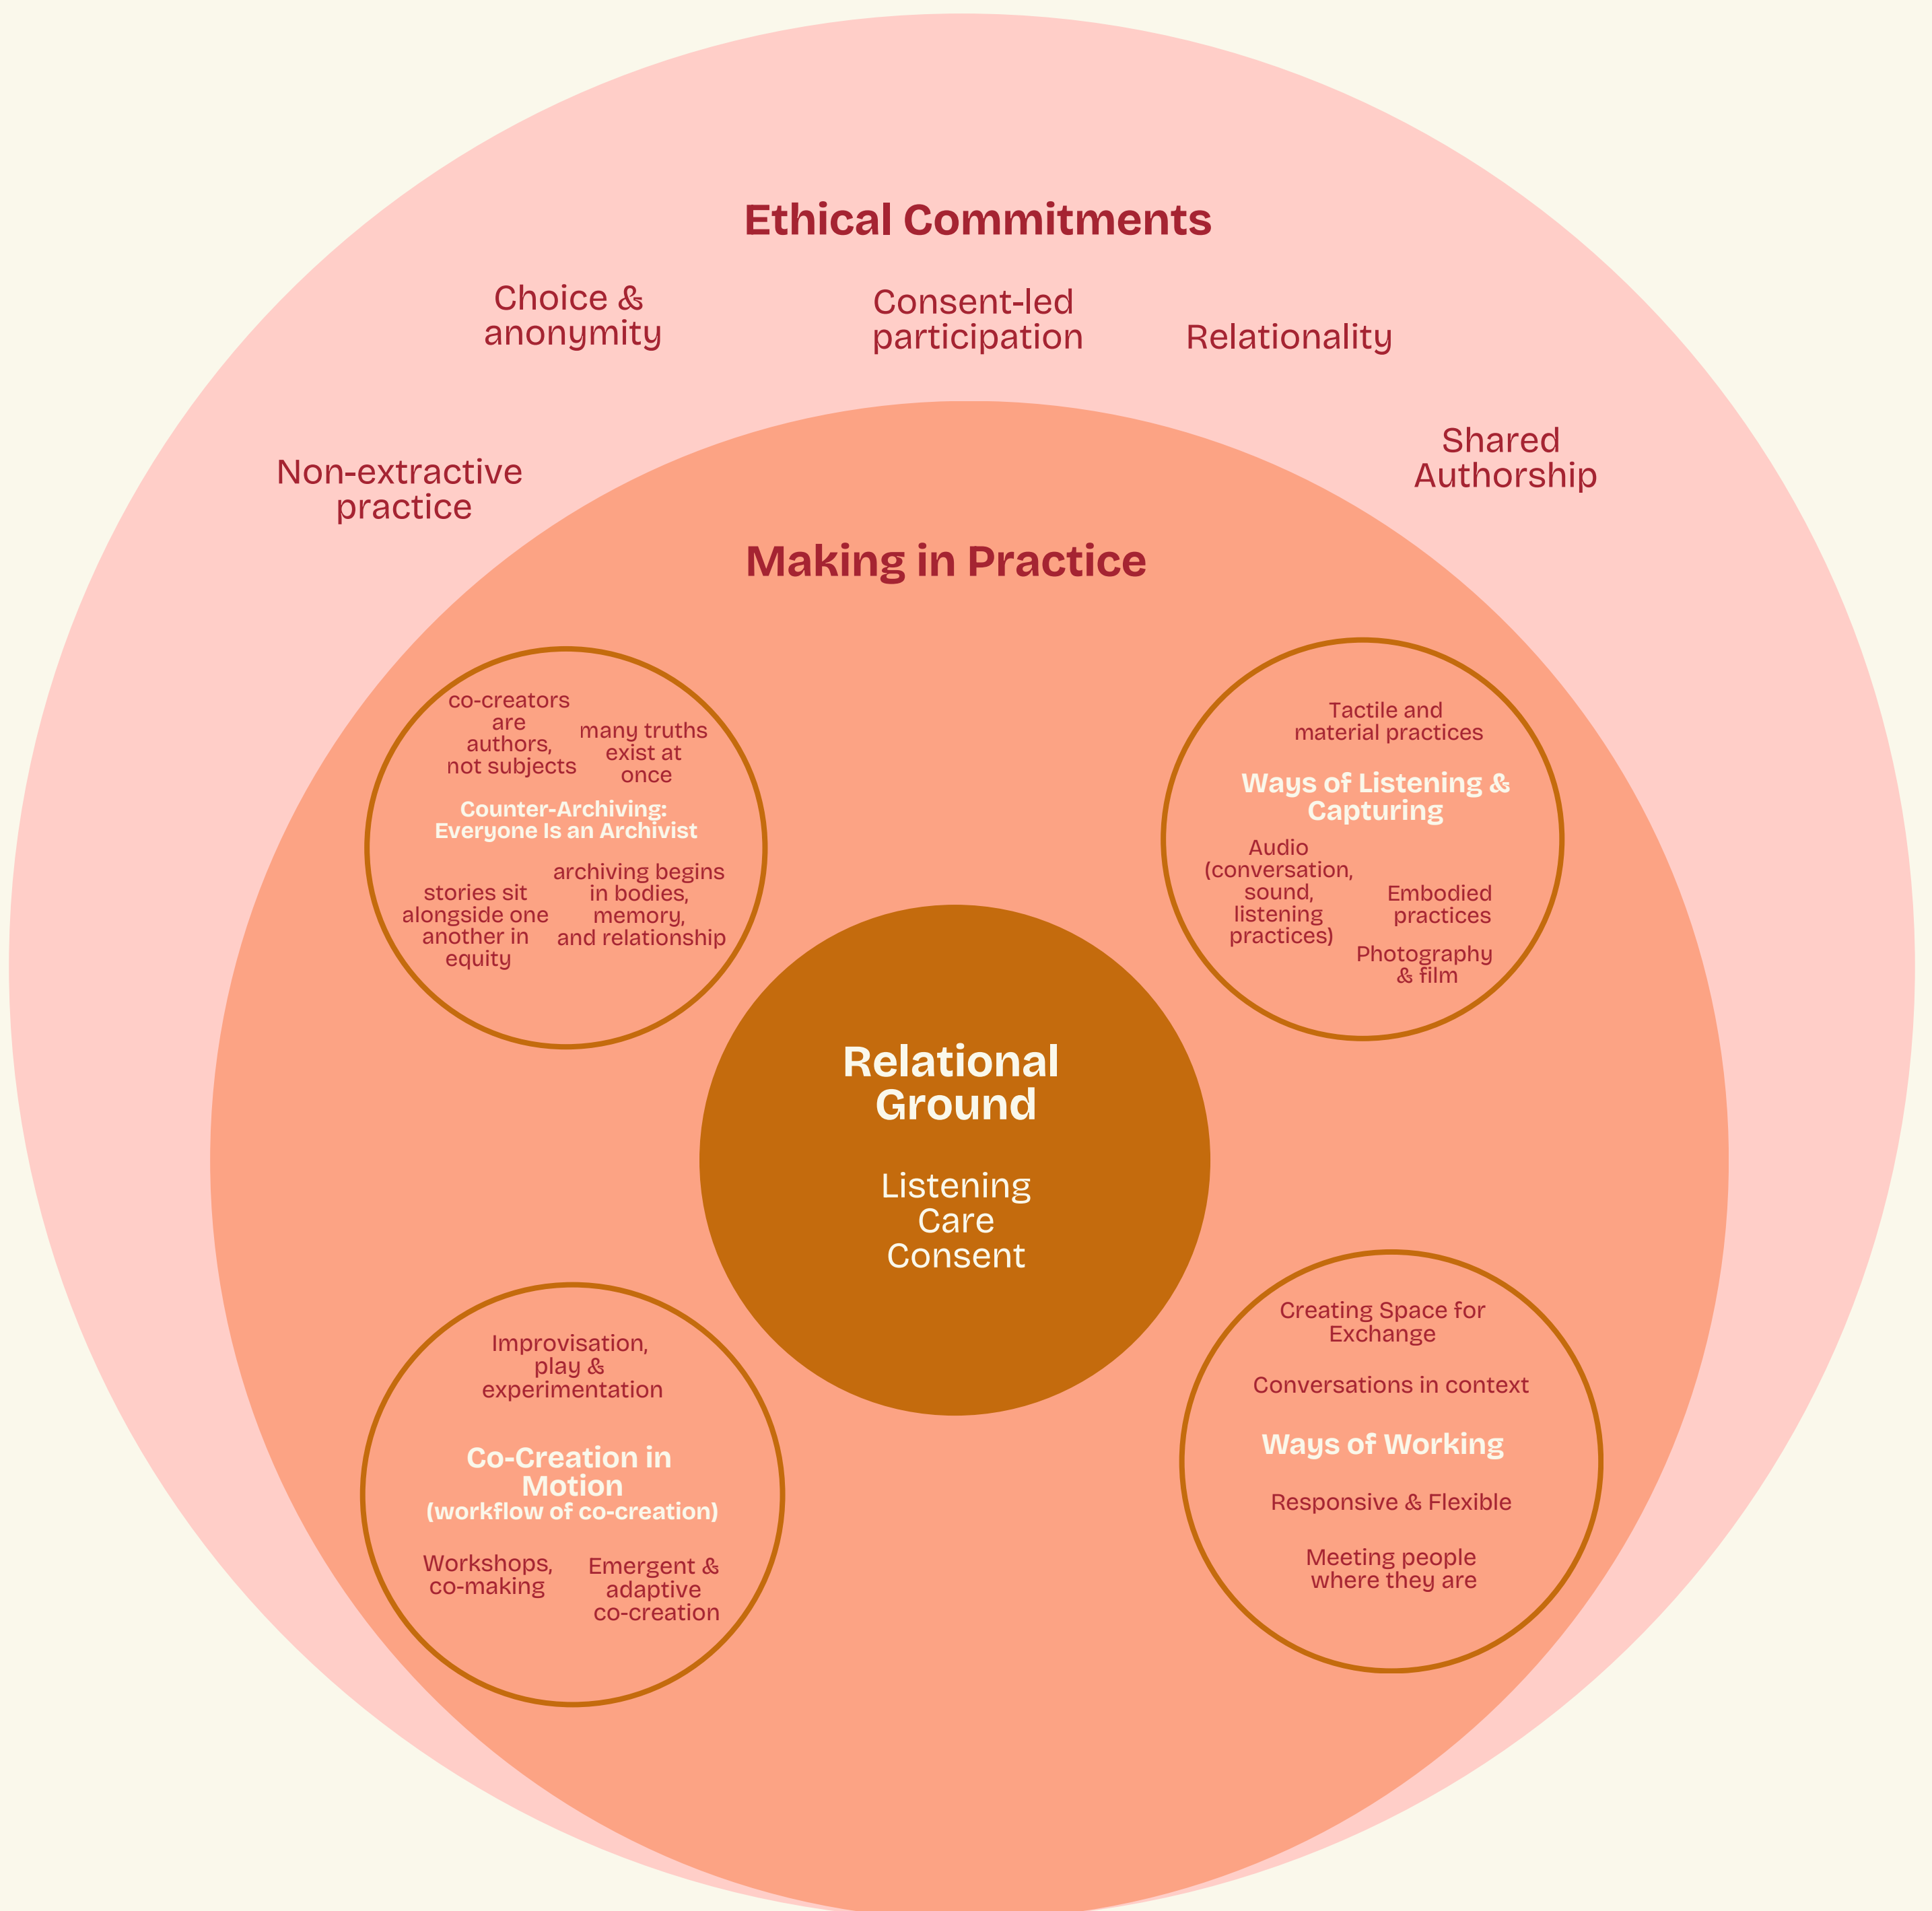 Ethical Commitments
Choice &
anonymity
Consent-led
participation
Relationality
Non-extractive
practice
Shared
Authorship
Making in Practice
co-creators
are
authors,
not subjects
many truths
exist at
once
Counter-Archiving:
Everyone Is an Archivist
stories sit
alongside one
another in
equity
archiving begins
in bodies,
memory,
and relationship
Tactile and
material practices
Ways of Listening &
Capturing
Audio
(conversation,
sound,
listening
practices)
Embodied
practices
Photography
& film
Relational
Ground
Listening
Care
Consent
Improvisation,
play &
experimentation
Co-Creation in
Motion
(workflow of co-creation)
Workshops,
co-making
Emergent &
adaptive
co-creation
Creating Space for
Exchange
Conversations in context
Ways of Working
Responsive & Flexible
Meeting people
where they are